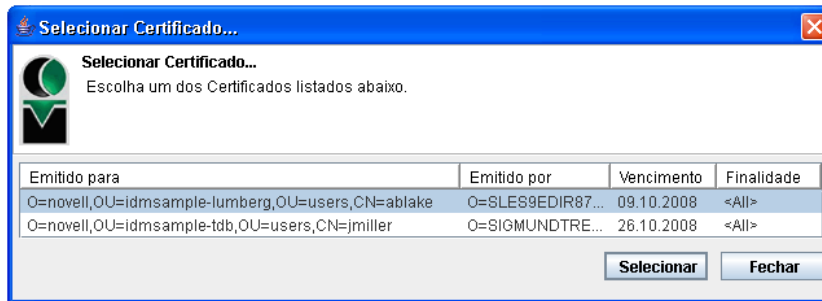 Selecionar Certificado...
Selecionar Certificado...
Escolha um dos Certificados listados abaixo.
Emitido para Emitido por Vencimento Finalidade
O=novell,OU=idmsample-lumberg,OU=users,CN=ablake O=SLES9EDIR87... 09.10.2008 <All>
O=novell,OU=idmsample-tdb,OU=users,CN=jmiller O=SIGMUNDTRE... 26.10.2008 <All>
Selecionar Fechar